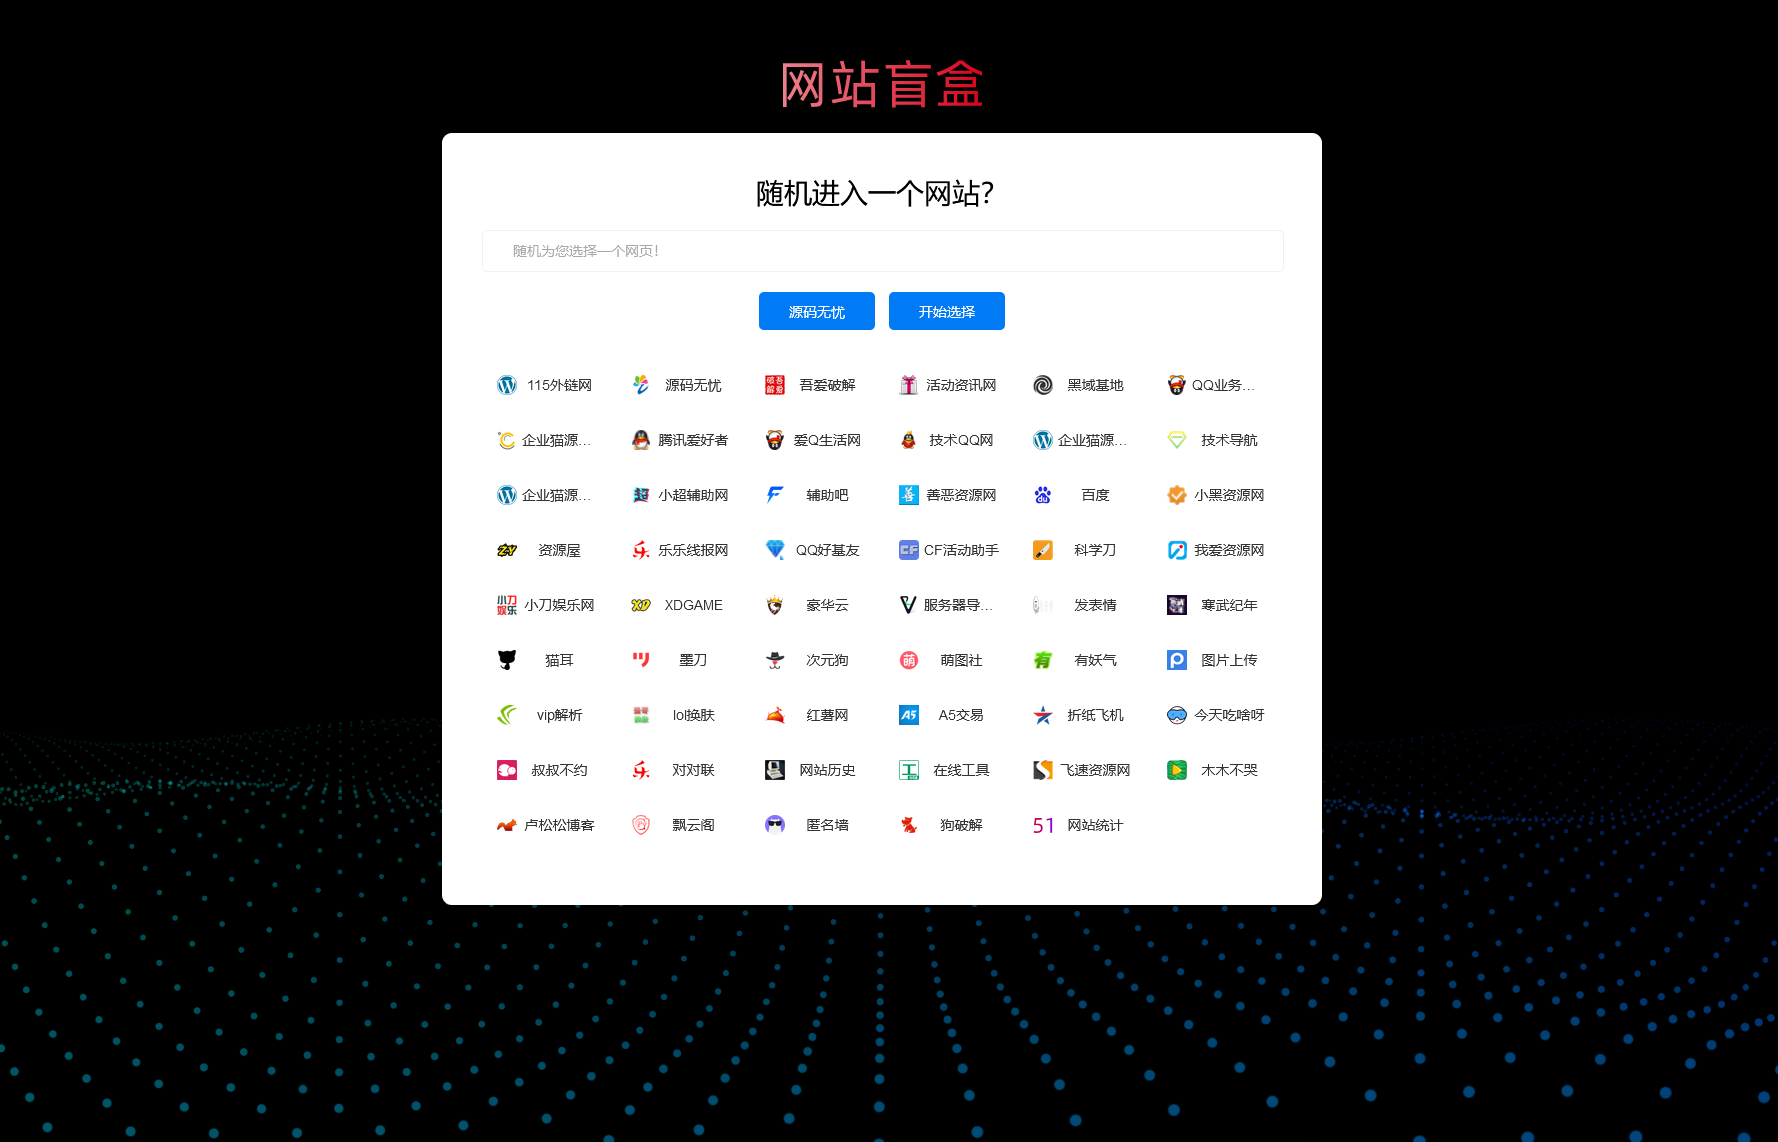 网站盲盒
随机进入一个网站?
随机为您选择一个网页!
源码无忧 开始选择
115外链网 源码无忧 吾爱破解 活动资讯网 黑域基地 QQ业务...
企业猫源... 腾讯爱好者 爱Q生活网 技术QQ网 企业猫源... 技术导航
企业猫源... 小超辅助网 辅助吧 善恶资源网 百度 小黑资源网
资源屋 乐乐线报网 QQ好基友 CF活动助手 科学刀 我爱资源网
小刀娱乐网 XDGAME 豪华云 服务器导... 发表情 寒武纪年
猫耳 墨刀 次元狗 萌图社 有妖气 图片上传
vip解析 lol换肤 红薯网 A5交易 折纸飞机 今天吃啥呀
叔叔不约 对对联 网站历史 在线工具 飞速资源网 木木不哭
卢松松博客 飘云阁 匿名墙 狗破解 51 网站统计